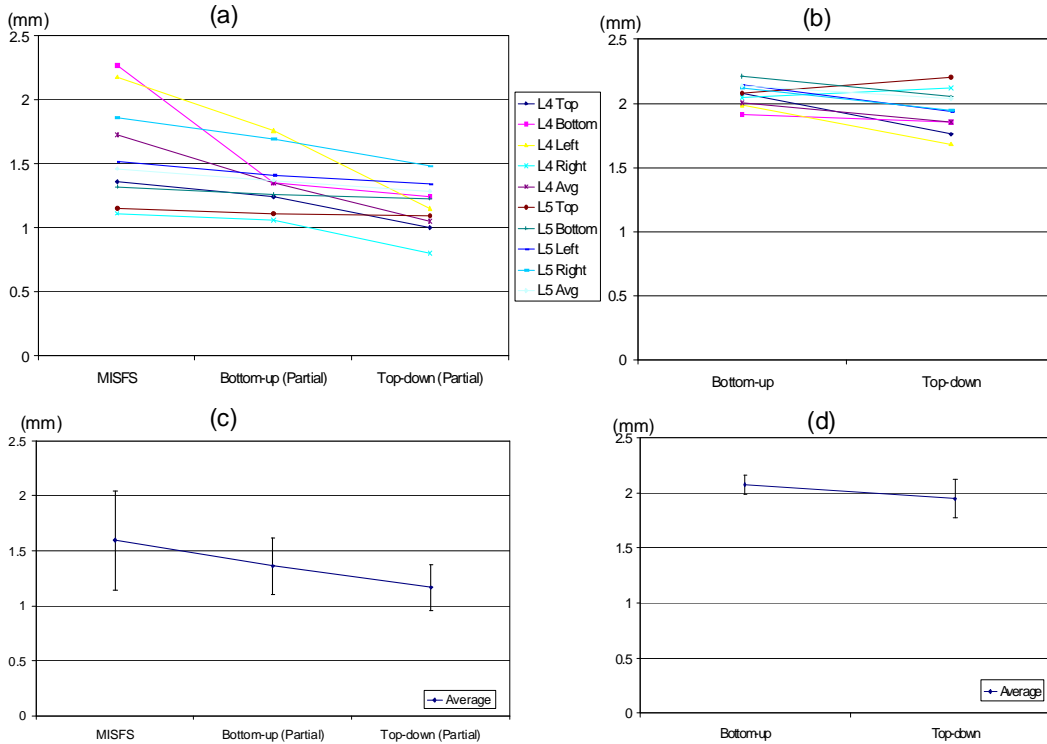 (a)
(mm)
2.5
2
1.5
1
0.5
0
MISFS
Bottom-up (Partial)
Top-down (Partial)
L4 Top
L4 Bottom
L4 Left
L4 Right
L4 Avg
L5 Top
L5 Bottom
L5 Left
L5 Right
L5 Avg
(b)
(mm)
2.5
2
1.5
1
0.5
0
Bottom-up
Top-down
(c)
(mm)
2.5
2
1.5
1
0.5
0
MISFS
Bottom-up (Partial)
Top-down (Partial)
Average
(d)
(mm)
2.5
2
1.5
1
0.5
0
Bottom-up
Top-down
Average